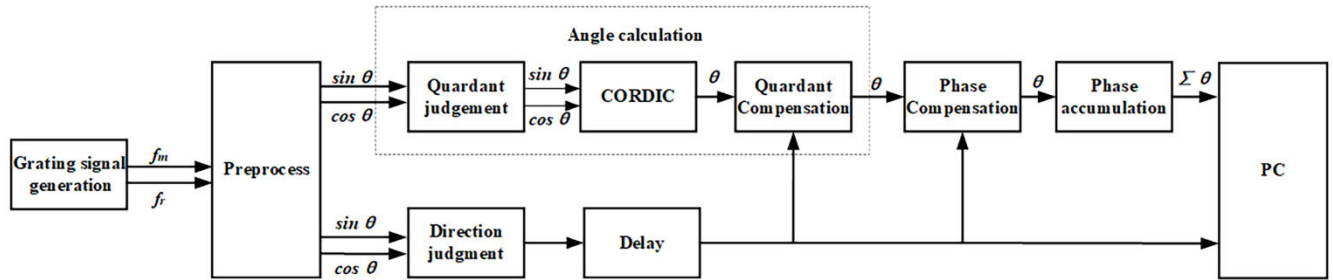 Angle calculation
sin θ
cos θ
Quardant
judgement
sin θ
cos θ
CORDIC
θ
Quardant
Compensation
θ
Phase
Compensation
θ
Phase
accumulation
Σ θ
PC
Grating signal
generation
fm
fr
Preprocess
sin θ
cos θ
Direction
judgment
Delay